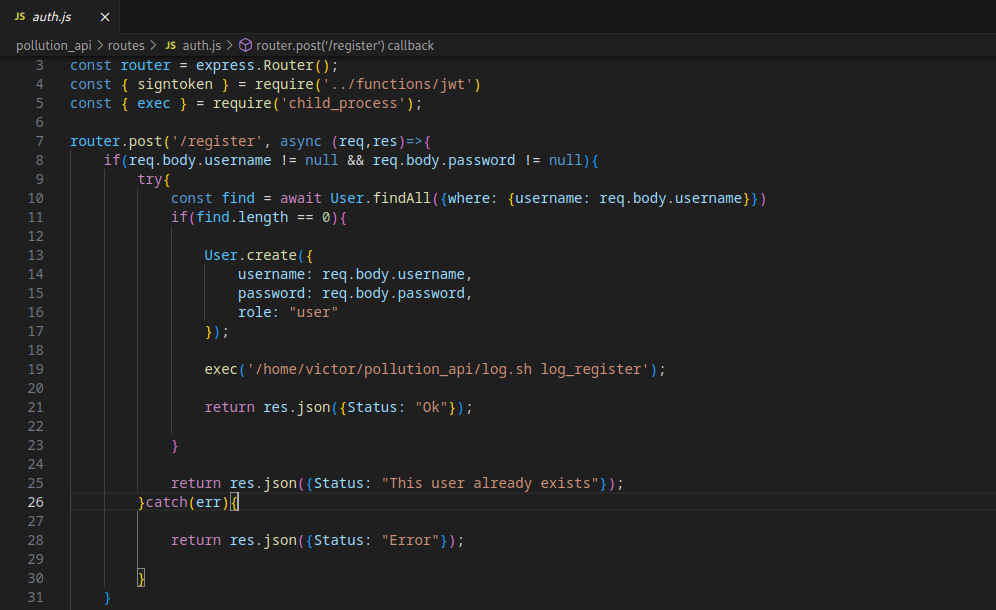 JS auth.js ×
pollution_api > routes > JS auth.js > router.post('/register') callback
3 const router = express.Router();
4 const { signtoken } = require('../functions/jwt')
5 const { exec } = require('child_process');
6
7 router.post('/register', async (req,res)=>{
8 if(req.body.username != null && req.body.password != null){
9 try{
10 const find = await User.findAll({where: {username: req.body.username}})
11 if(find.length == 0){
12
13 User.create({
14 username: req.body.username,
15 password: req.body.password,
16 role: "user"
17 });
18
19 exec('/home/victor/pollution_api/log.sh log_register');
20
21 return res.json({Status: "Ok"});
22
23 }
24
25 return res.json({Status: "This user already exists"});
26 }catch(err){
27
28 return res.json({Status: "Error"});
29
30 }
31 }